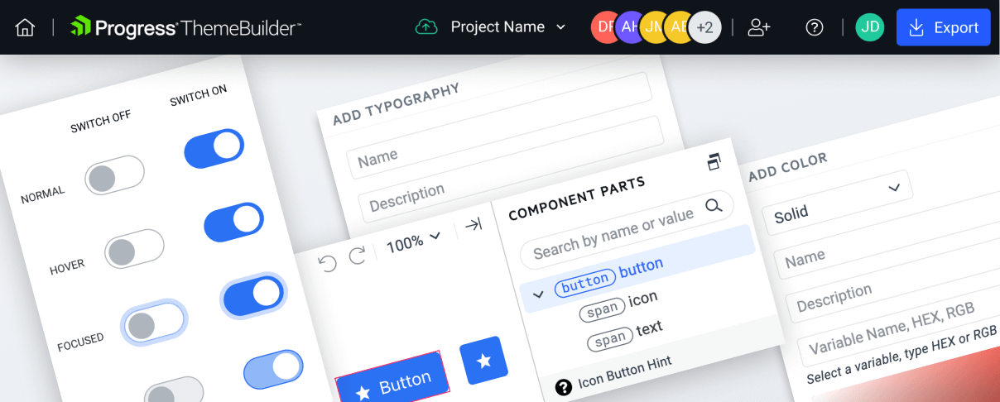 Progress® ThemeBuilder™
Project Name
DF
AH
JM
AE
+2
JD
Export
SWITCH OFF
SWITCH ON
NORMAL
HOVER
FOCUSED
ADD TYPOGRAPHY
Name
Description
100%
Button
COMPONENT PARTS
Search by name or value
button button
span icon
span text
? Icon Button Hint
ADD COLOR
Solid
Name
Description
Variable Name, HEX, RGB
Select a variable, type HEX or RGB